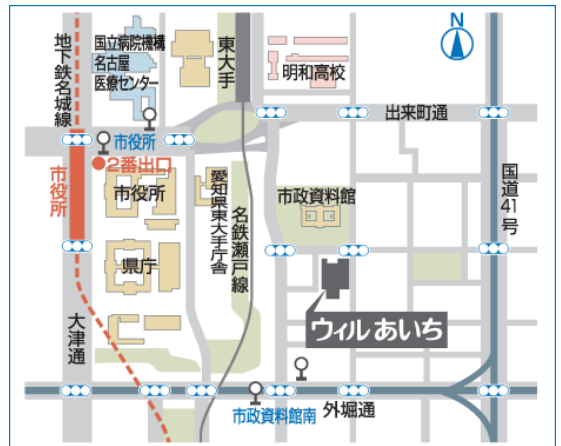 N
地下鉄名城線
国立病院機構
名古屋
医療センター
東大手
明和高校
出来町通
市役所
2番出口
市役所
市役所
愛知県東大手庁舎
名鉄瀬戸線
市政資料館
国道41号
県庁
ウィルあいち
大津通
市政資料館南
外堀通